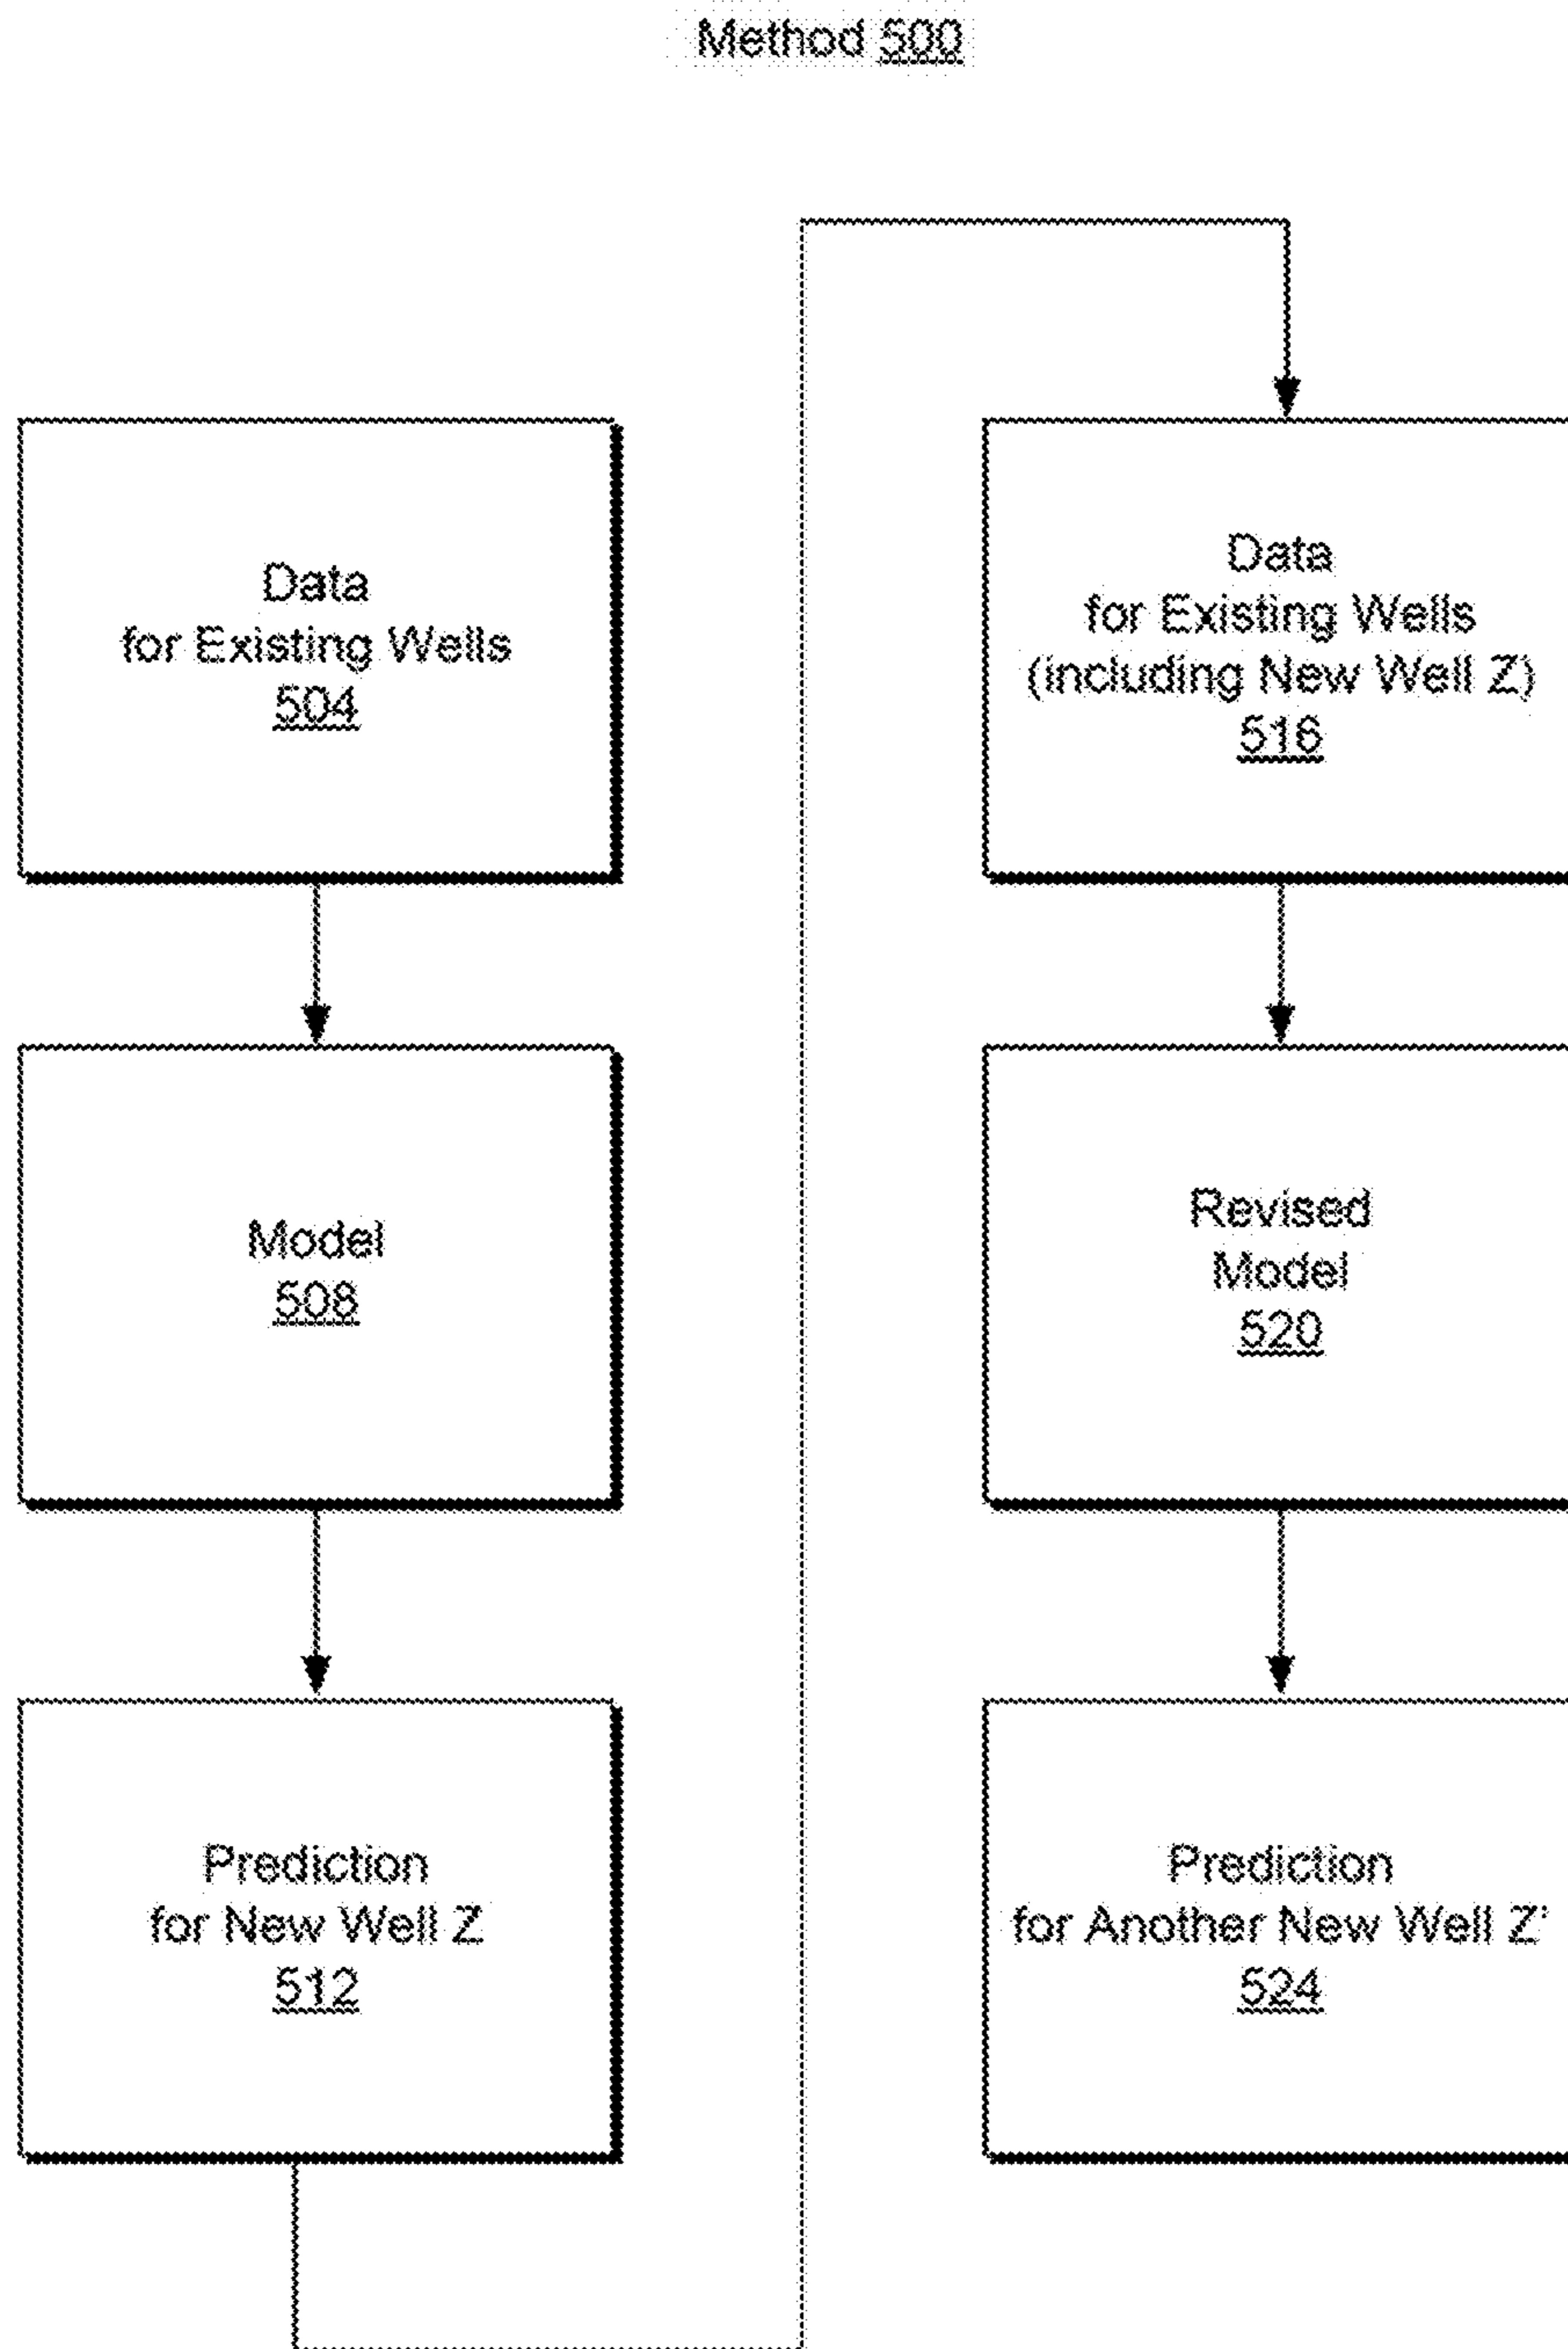 Method 500
Data
for Existing Wells
504
Model
508
Prediction
for New Well Z
512
Data
for Existing Wells
(including New Well Z)
516
Revised
Model
520
Prediction
for Another New Well Z'
524